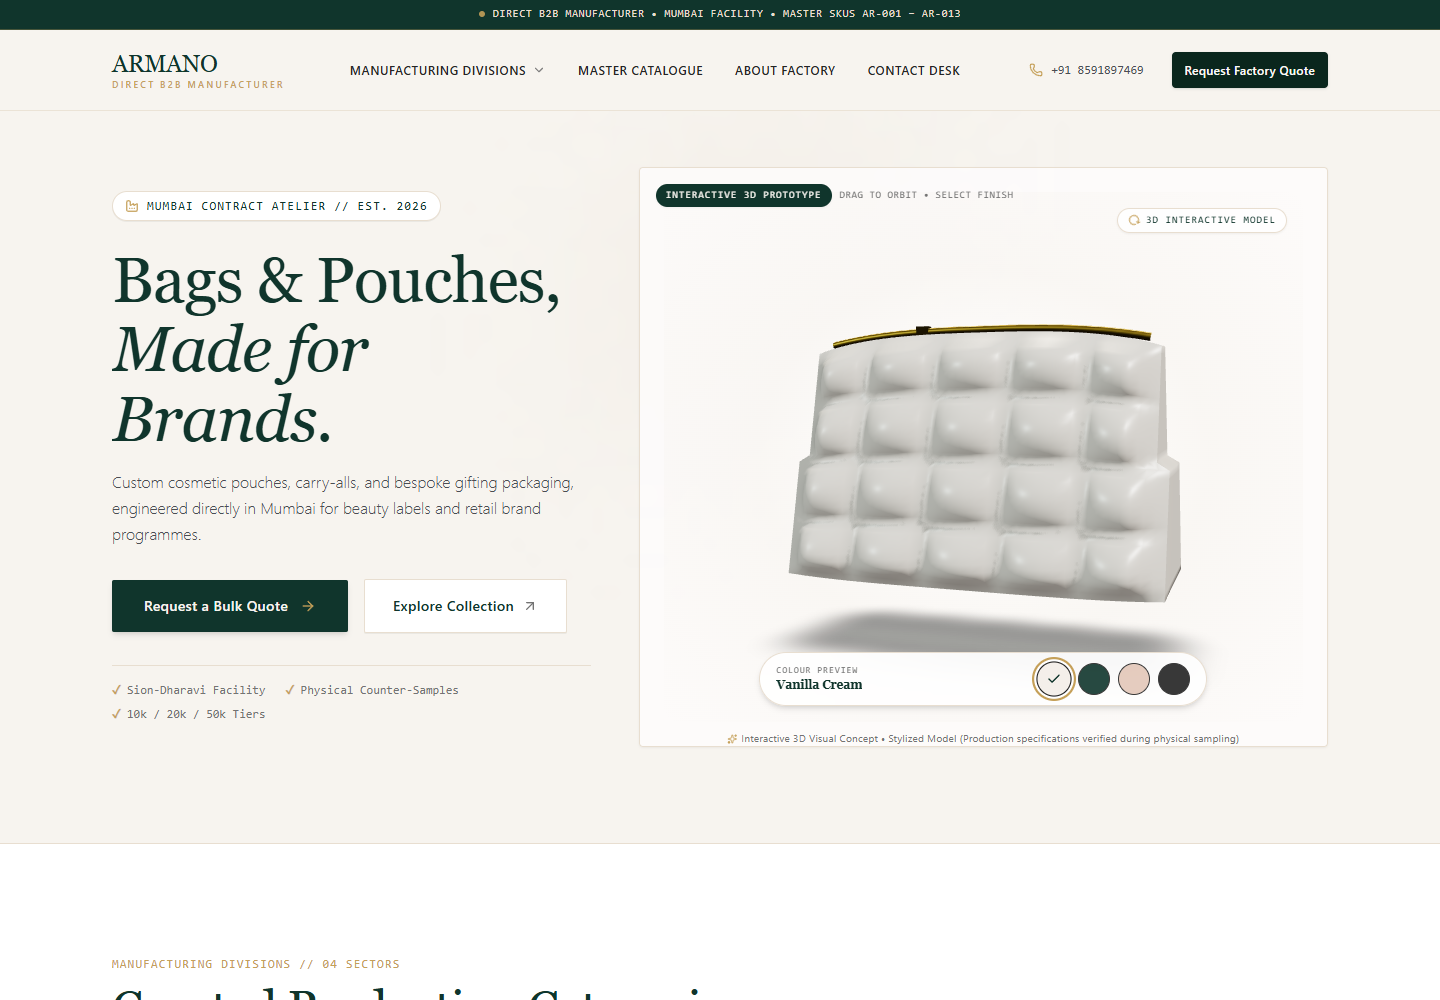 DIRECT B2B MANUFACTURER • MUMBAI FACILITY • MASTER SKUS AR-001 – AR-013
ARMANO
DIRECT B2B MANUFACTURER
MANUFACTURING DIVISIONS
MASTER CATALOGUE
ABOUT FACTORY
CONTACT DESK
+91 8591897469
Request Factory Quote
MUMBAI CONTRACT ATELIER // EST. 2026
Bags & Pouches,
Made for
Brands.
Custom cosmetic pouches, carry-alls, and bespoke gifting packaging,
engineered directly in Mumbai for beauty labels and retail brand
programmes.
Request a Bulk Quote
Explore Collection
Sion-Dharavi Facility
Physical Counter-Samples
10k / 20k / 50k Tiers
INTERACTIVE 3D PROTOTYPE
DRAG TO ORBIT • SELECT FINISH
3D INTERACTIVE MODEL
COLOUR PREVIEW
Vanilla Cream
Interactive 3D Visual Concept • Stylized Model (Production specifications verified during physical sampling)
MANUFACTURING DIVISIONS // 04 SECTORS